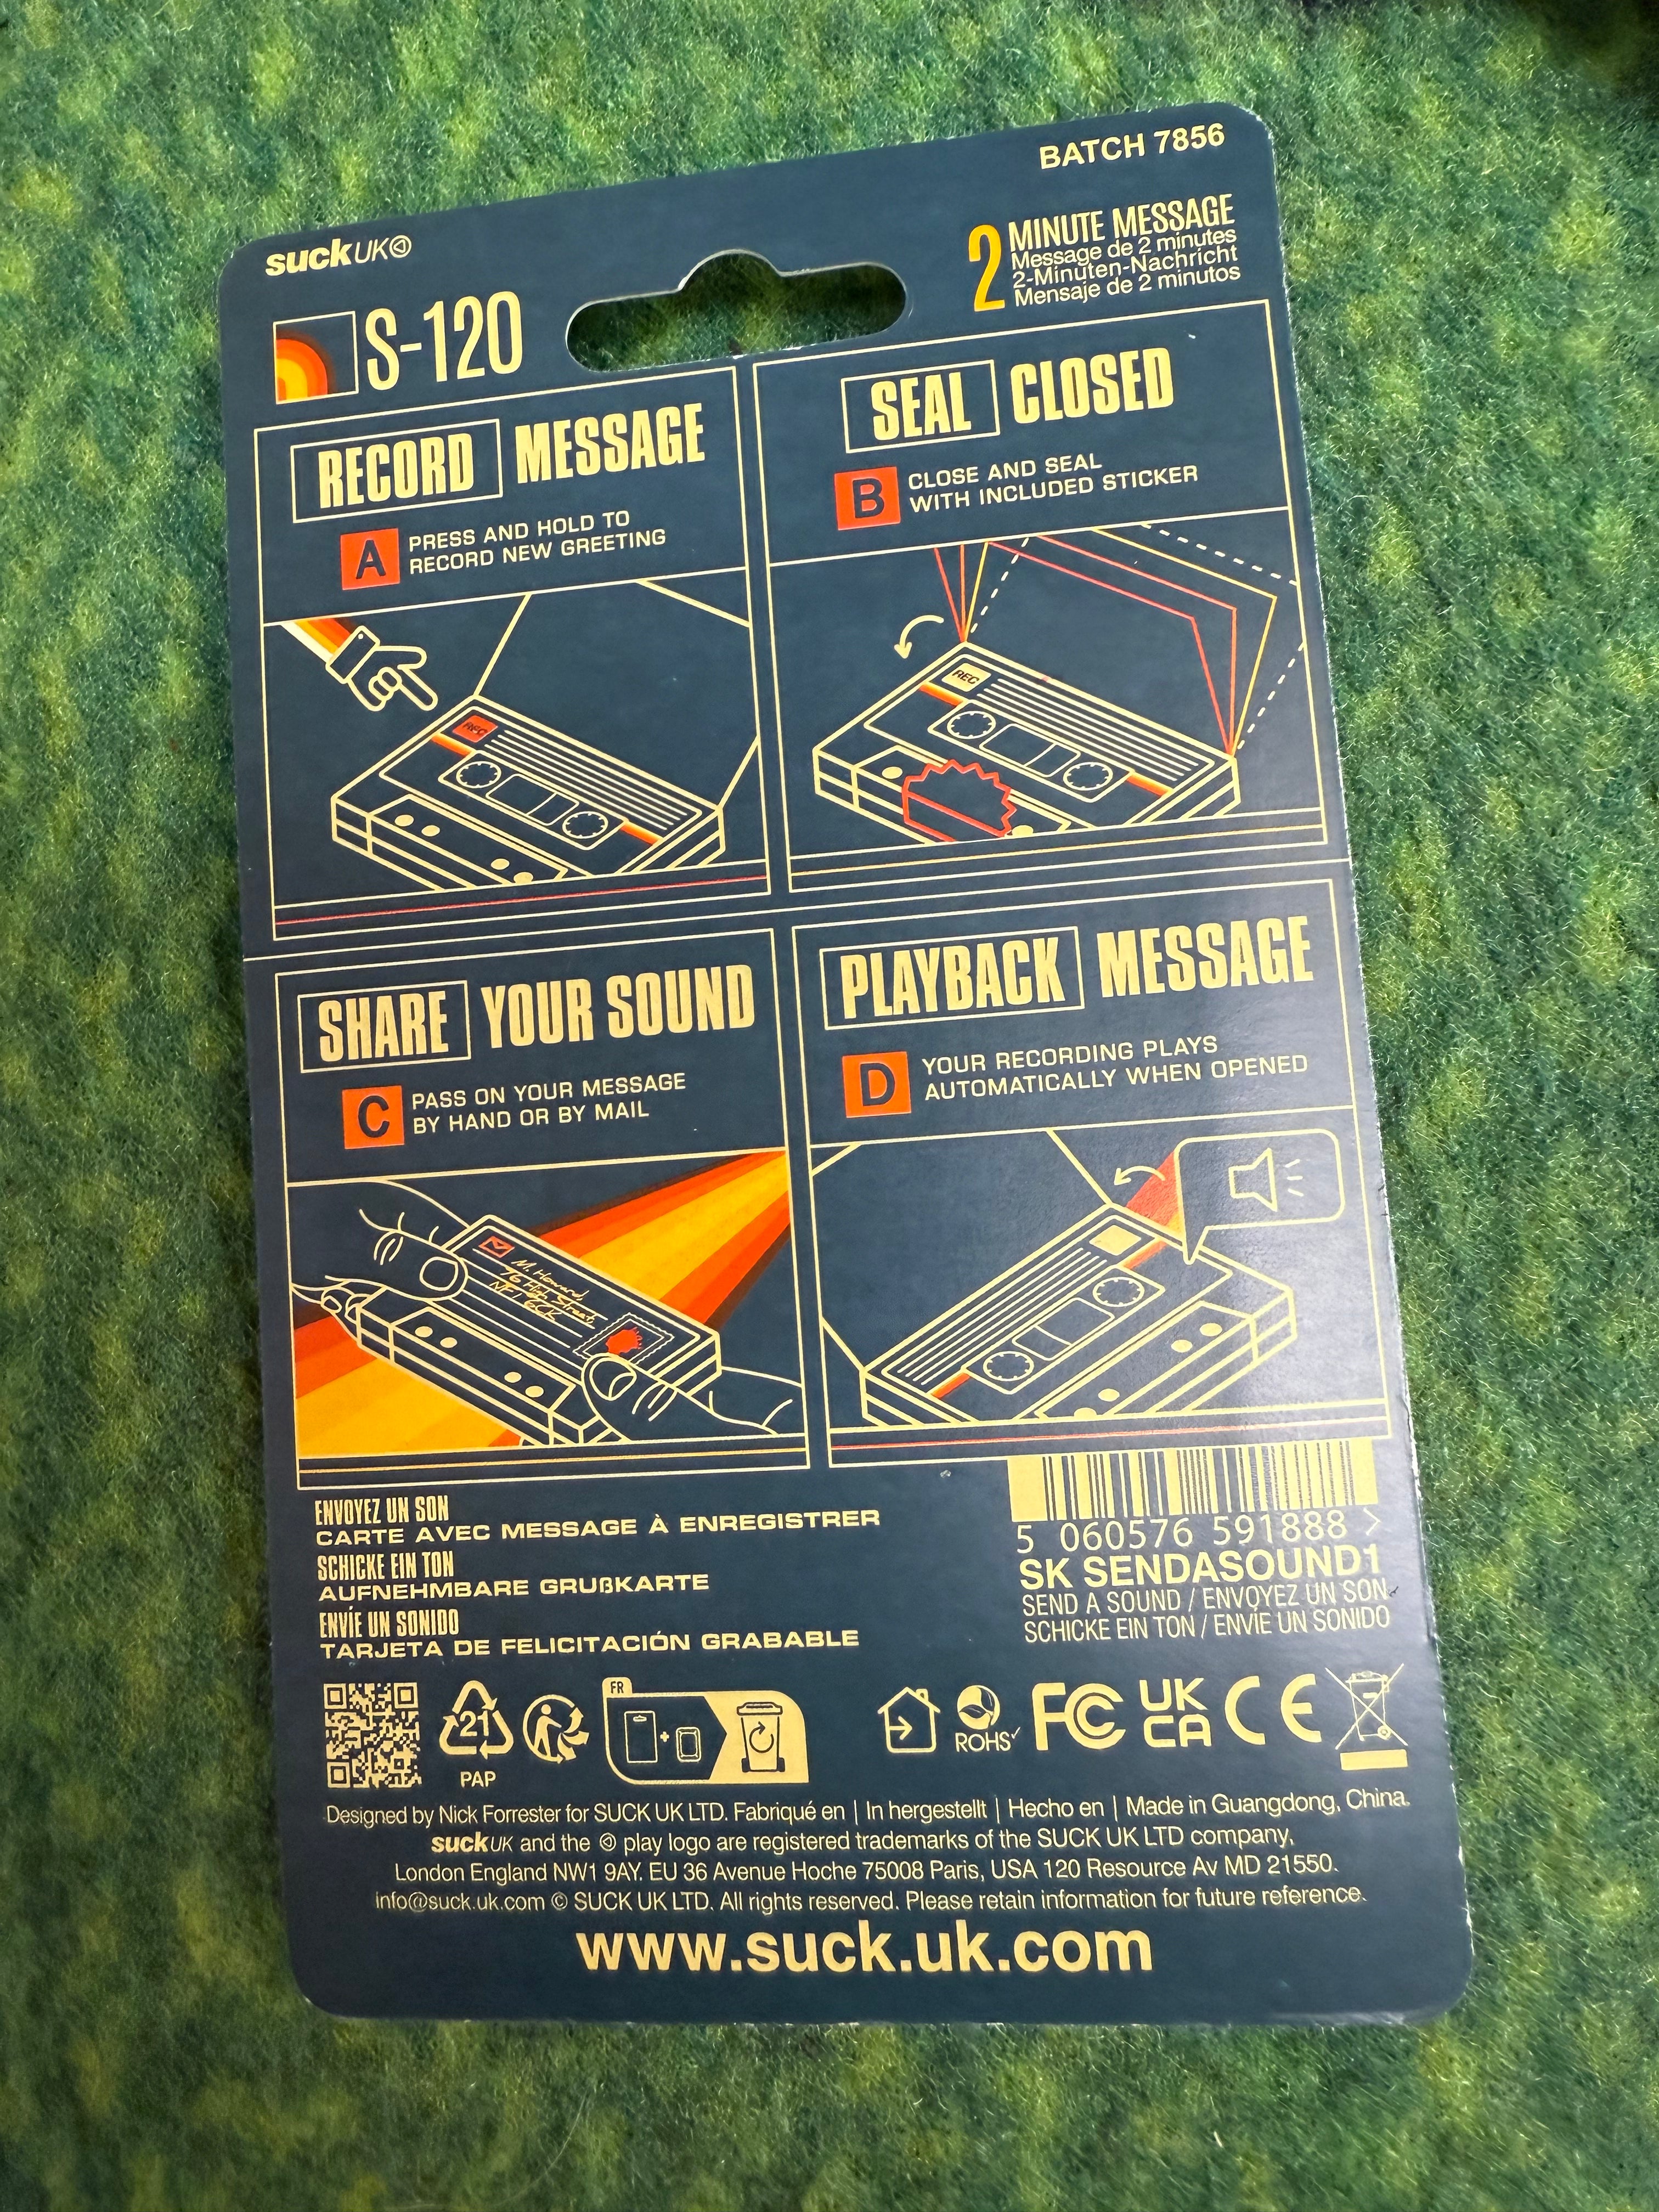 BATCH 7856
suck UK
S-120
2 MINUTE MESSAGE
Message de 2 minutes
2-Minuten-Nachricht
Mensaje de 2 minutos
RECORD MESSAGE
A PRESS AND HOLD TO
RECORD NEW GREETING
REC
SEAL CLOSED
B CLOSE AND SEAL
WITH INCLUDED STICKER
REC
SHARE YOUR SOUND
C PASS ON YOUR MESSAGE
BY HAND OR BY MAIL
M. Howard,
76 High Street,
PLAYBACK MESSAGE
D YOUR RECORDING PLAYS
AUTOMATICALLY WHEN OPENED
ENVOYEZ UN SON
CARTE AVEC MESSAGE À ENREGISTRER
SCHICKE EIN TON
AUFNEHMBARE GRUßKARTE
ENVÍE UN SONIDO
TARJETA DE FELICITACIÓN GRABABLE
5 060576 591888 >
SK SENDASOUND1
SEND A SOUND / ENVOYEZ UN SON
SCHICKE EIN TON / ENVÍE UN SONIDO
21
PAP
FR
ROHS
FC
UK
CA
CE
Designed by Nick Forrester for SUCK UK LTD. Fabriqué en | In hergestellt | Hecho en | Made in Guangdong, China.
suck UK and the play logo are registered trademarks of the SUCK UK LTD company,
London England NW1 9AY. EU 36 Avenue Hoche 75008 Paris, USA 120 Resource Av MD 21550.
info@suck.uk.com © SUCK UK LTD. All rights reserved. Please retain information for future reference.
www.suck.uk.com